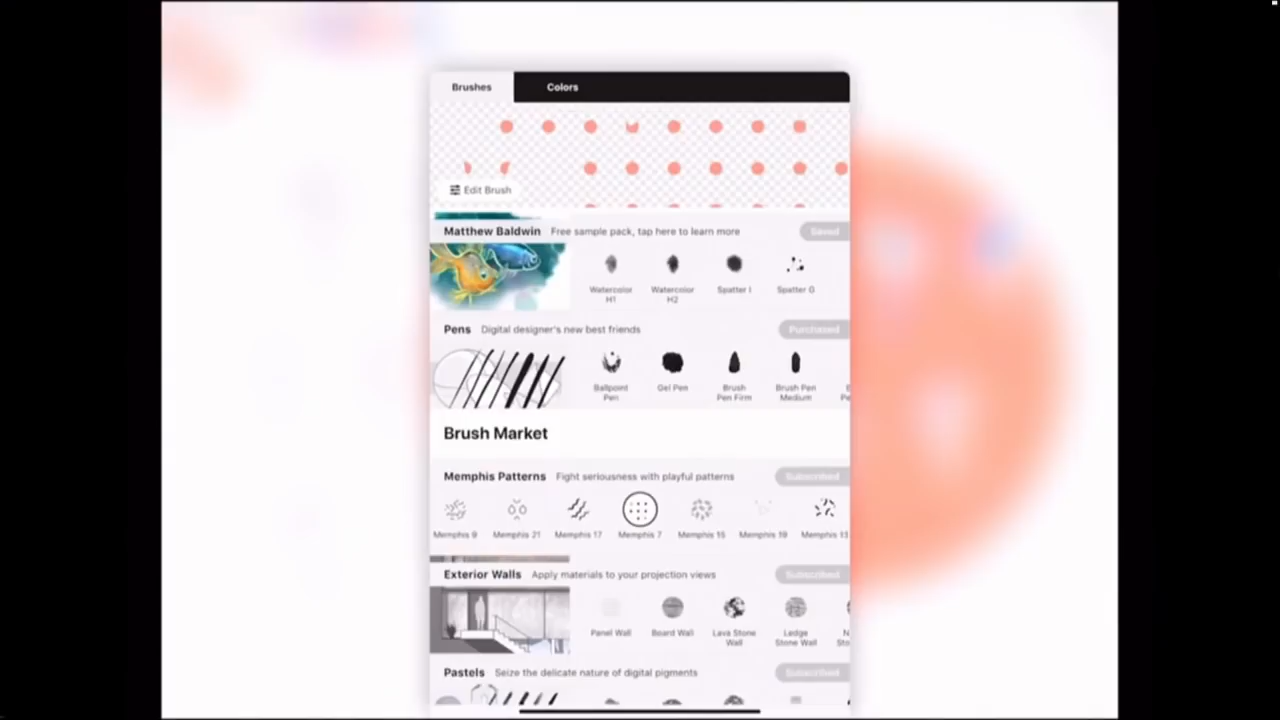 Brushes Colors
Edit Brush
Matthew Baldwin Free sample pack, tap here to learn more Saved
Watercolor H1 Watercolor H2 Spatter I Spatter G
Pens Digital designer's new best friends Purchased
Ballpoint Pen Gel Pen Brush Pen Firm Brush Pen Medium
Brush Market
Memphis Patterns Fight seriousness with playful patterns Subscribed
Memphis 9 Memphis 21 Memphis 17 Memphis 7 Memphis 15 Memphis 19 Memphis 13
Exterior Walls Apply materials to your projection views Subscribed
Panel Wall Board Wall Lava Stone Wall Ledge Stone Wall
Pastels Seize the delicate nature of digital pigments Subscribed